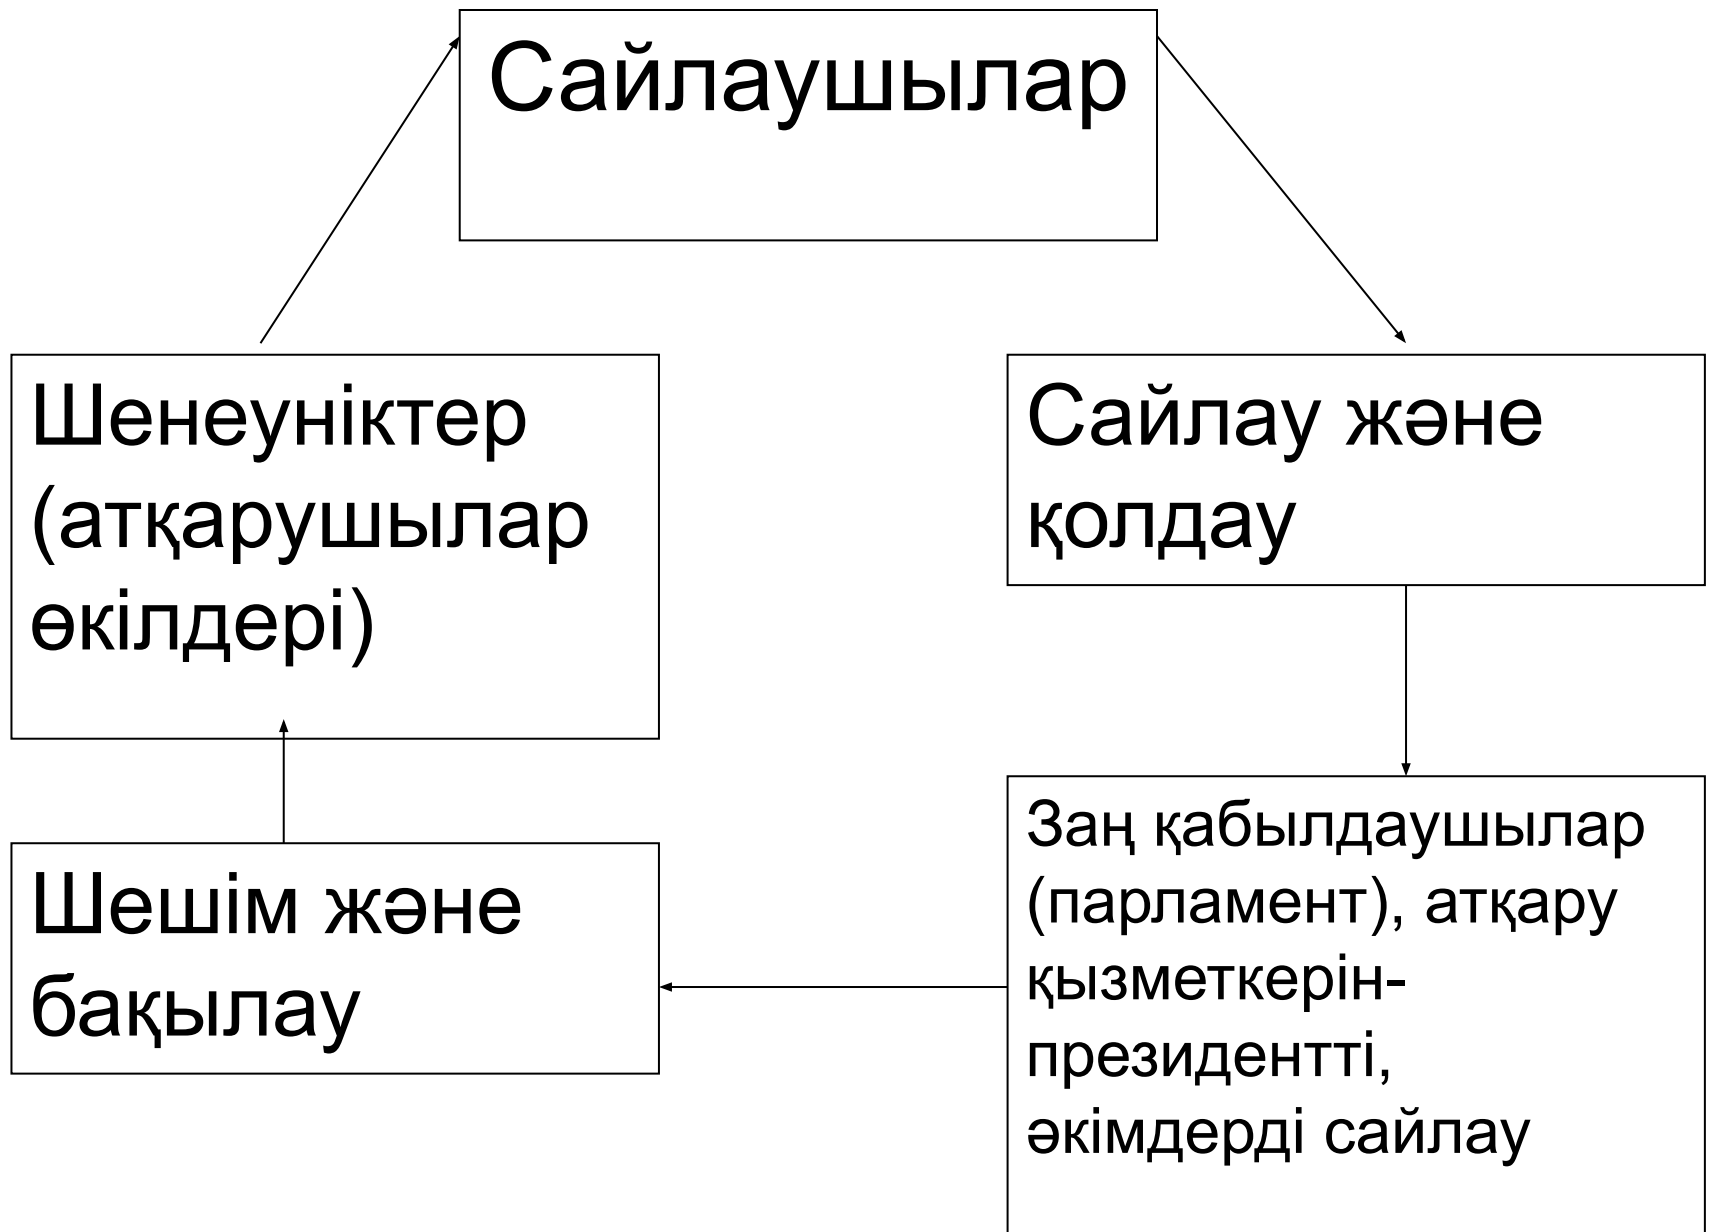 Сайлаушылар
Шенеуніктер
(атқарушылар
өкілдері)
Сайлау және
қолдау
Шешім және
бақылау
Заң қабылдаушылар
(парламент), атқару
қызметкерін-
президентті,
әкімдерді сайлау